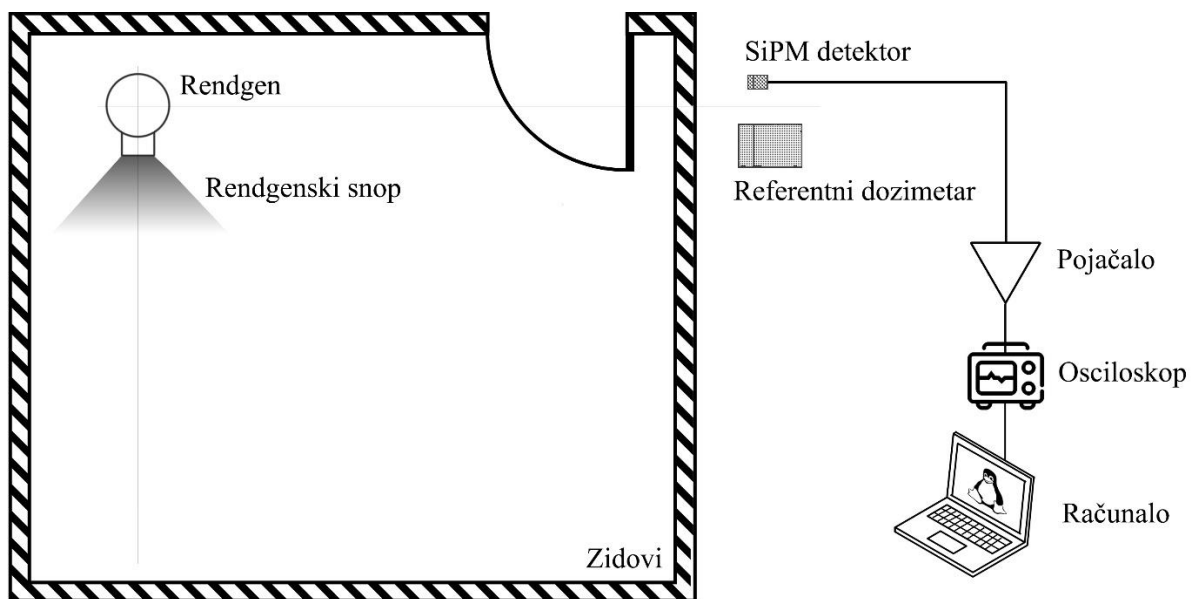 SiPM detektor
Rendgen
Rendgenski snop
Referentni dozimetar
Pojačalo
Osciloskop
Računalo
Zidovi